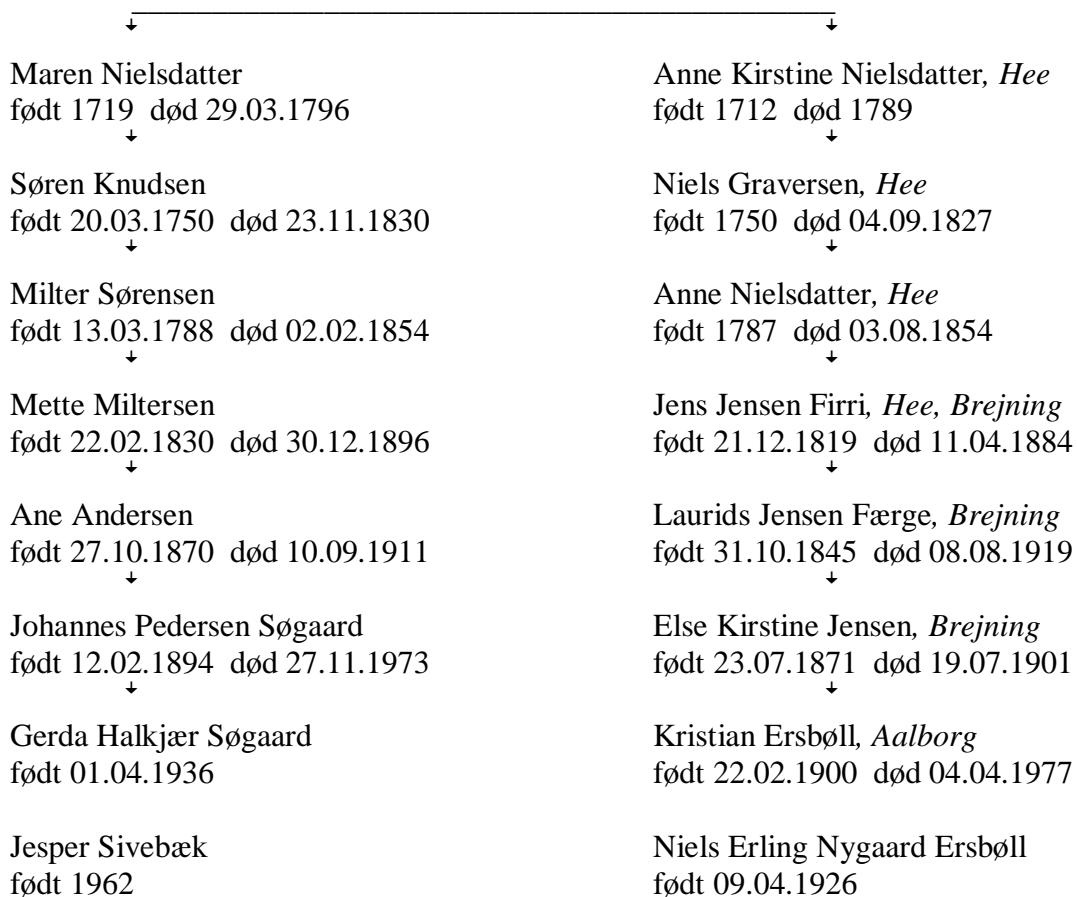 Maren Nielsdatter
født 1719 død 29.03.1796
Søren Knudsen
født 20.03.1750 død 23.11.1830
Milter Sørensen
født 13.03.1788 død 02.02.1854
Mette Miltersen
født 22.02.1830 død 30.12.1896
Ane Andersen
født 27.10.1870 død 10.09.1911
Johannes Pedersen Søgaard
født 12.02.1894 død 27.11.1973
Gerda Halkjær Søgaard
født 01.04.1936
Jesper Sivebæk
født 1962
Anne Kirstine Nielsdatter, Hee
født 1712 død 1789
Niels Graversen, Hee
født 1750 død 04.09.1827
Anne Nielsdatter, Hee
født 1787 død 03.08.1854
Jens Jensen Firri, Hee, Brejning
født 21.12.1819 død 11.04.1884
Laurids Jensen Færge, Brejning
født 31.10.1845 død 08.08.1919
Else Kirstine Jensen, Brejning
født 23.07.1871 død 19.07.1901
Kristian Ersbøll, Aalborg
født 22.02.1900 død 04.04.1977
Niels Erling Nygaard Ersbøll
født 09.04.1926